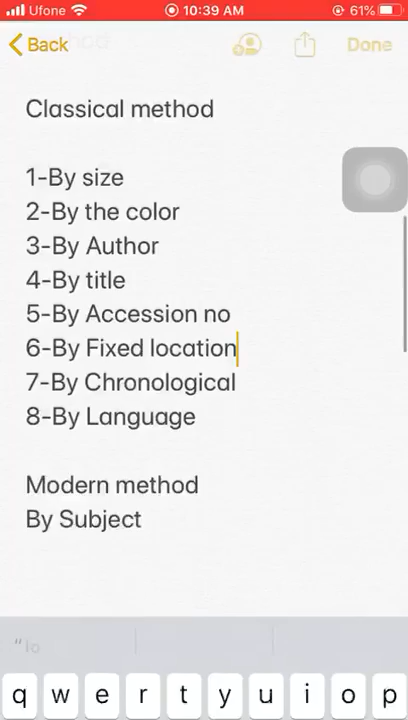 Ufone 10:39 AM 61%
Back Done
Classical method
1-By size
2-By the color
3-By Author
4-By title
5-By Accession no
6-By Fixed location
7-By Chronological
8-By Language
Modern method
By Subject
"lo
q w e r t y u i o p